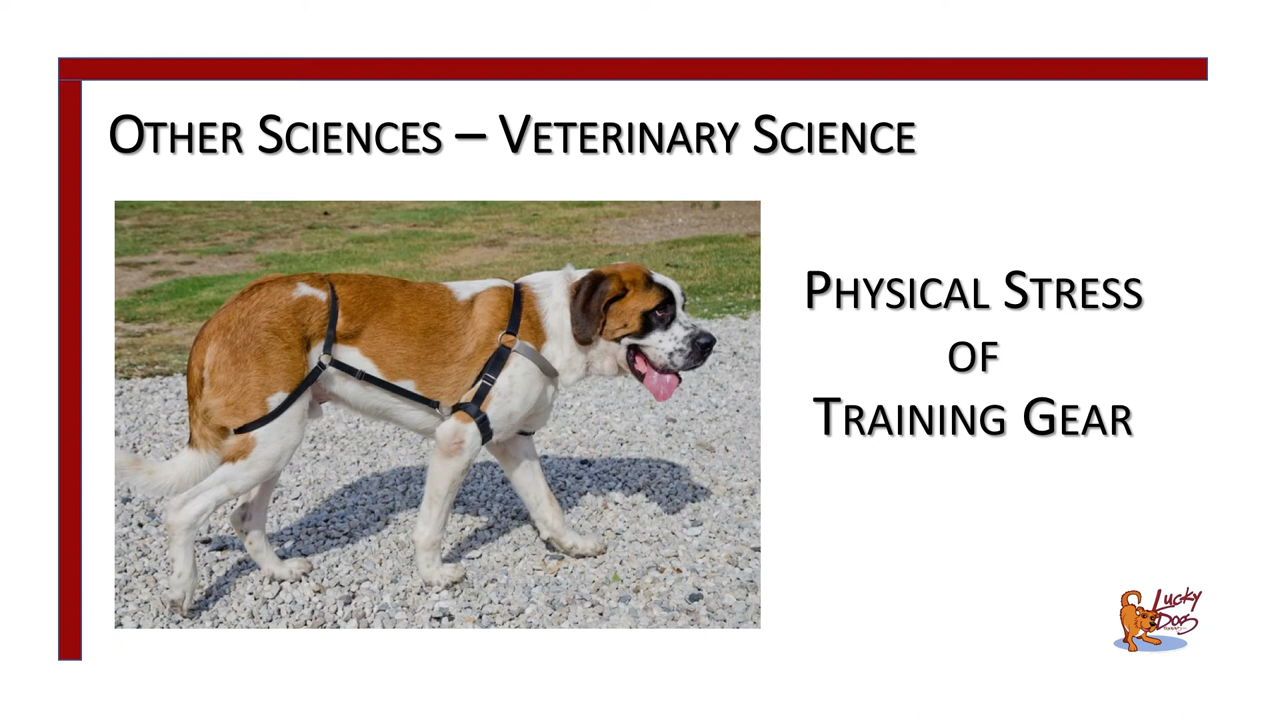 Other Sciences – Veterinary Science
Physical Stress
of
Training Gear
Lucky
Dog